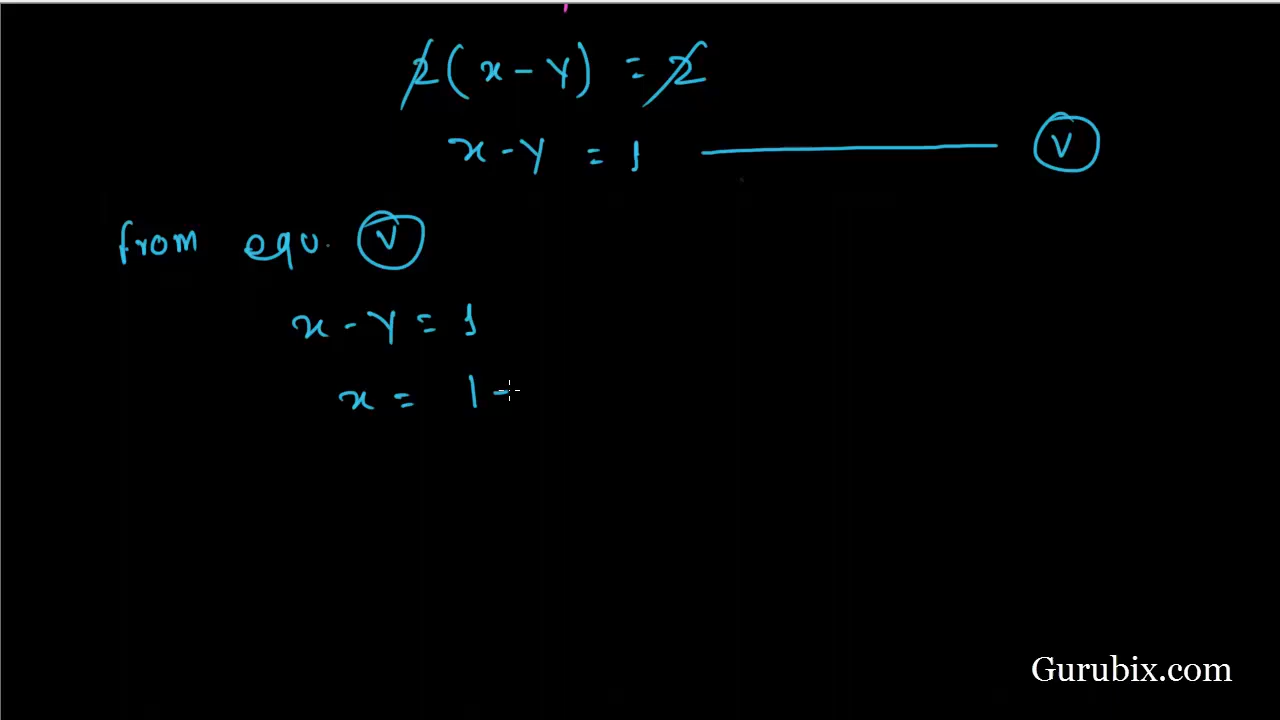 2(x-y) = 2
x-y = 1 V
from equ. V
x-y = 1
x = 1 -
Gurubix.com